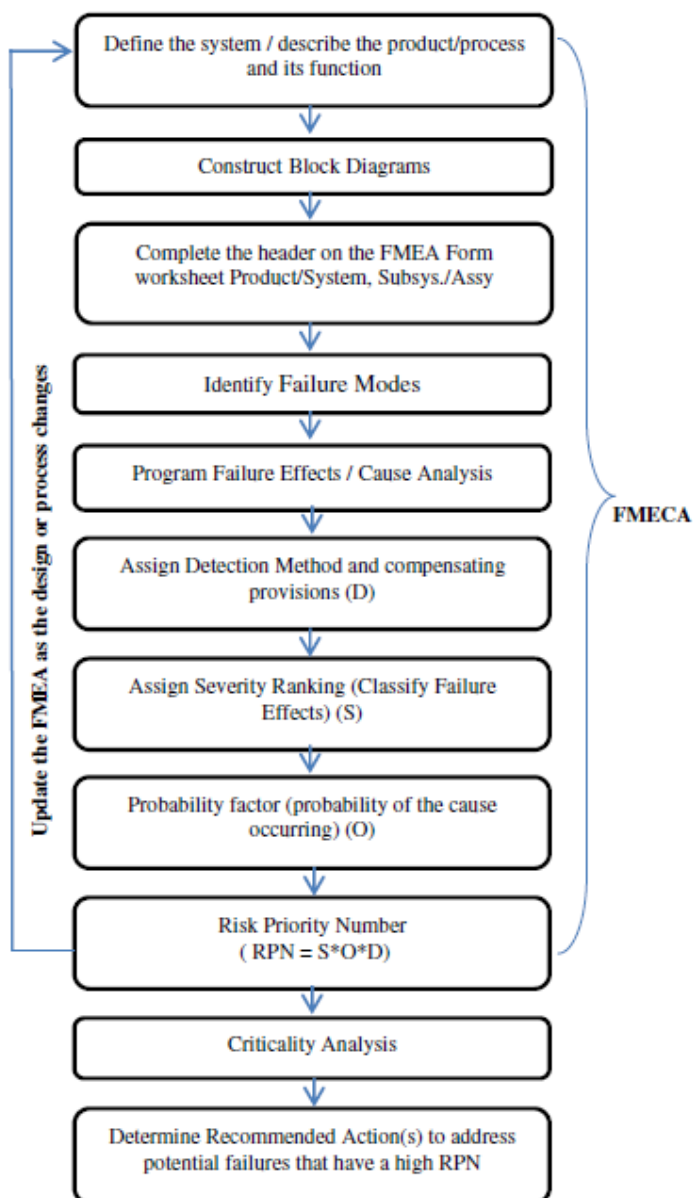 Define the system / describe the product/process
and its function
Construct Block Diagrams
Complete the header on the FMEA Form
worksheet Product/System, Subsys./Assy
Identify Failure Modes
Program Failure Effects / Cause Analysis
Assign Detection Method and compensating
provisions (D)
Assign Severity Ranking (Classify Failure
Effects) (S)
Probability factor (probability of the cause
occurring) (O)
Risk Priority Number
( RPN = S*O*D)
Criticality Analysis
Determine Recommended Action(s) to address
potential failures that have a high RPN
Update the FMEA as the design or process changes
FMECA